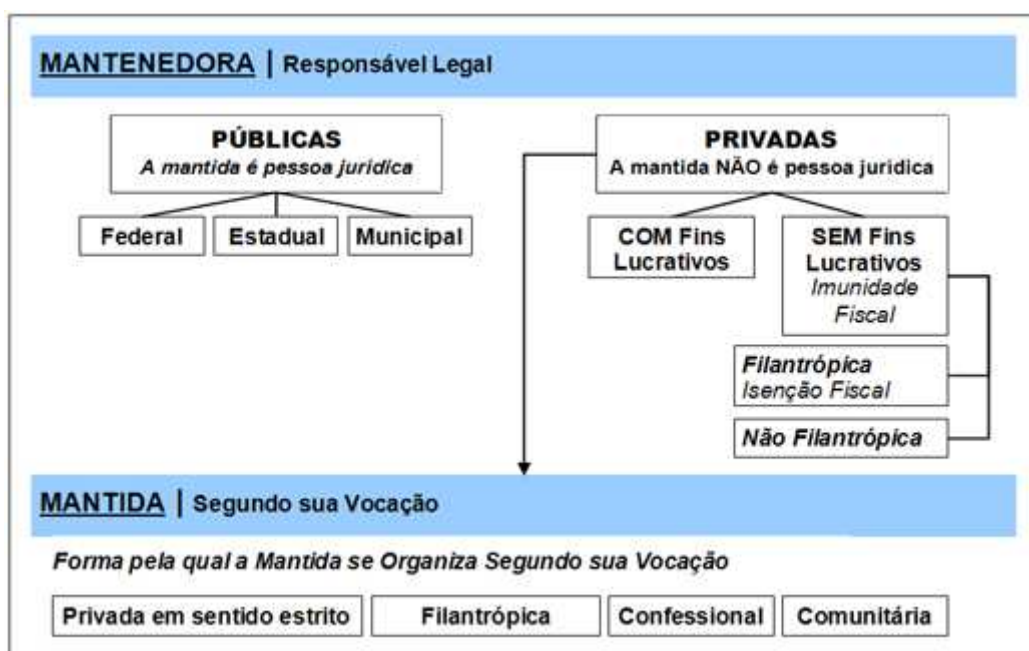 MANTENEDORA | Responsável Legal
PÚBLICAS
A mantida é pessoa juridica
Federal
Estadual
Municipal
PRIVADAS
A mantida NÃO é pessoa juridica
COM Fins
Lucrativos
SEM Fins
Lucrativos
Imunidade
Fiscal
Filantrópica
Isenção Fiscal
Não Filantrópica
MANTIDA | Segundo sua Vocação
Forma pela qual a Mantida se Organiza Segundo sua Vocação
Privada em sentido estrito
Filantrópica
Confessional
Comunitária